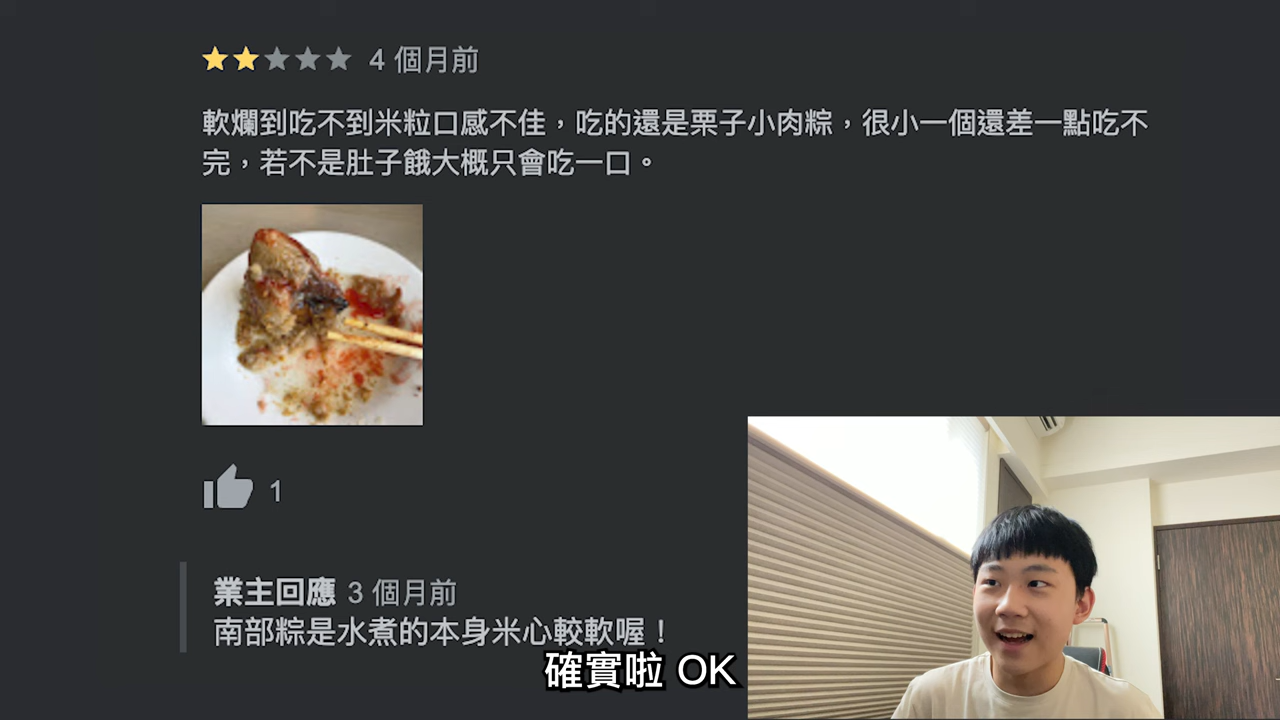 4 個月前
軟爛到吃不到米粒口感不佳，吃的還是栗子小肉粽，很小一個還差一點吃不
完，若不是肚子餓大概只會吃一口。
1
業主回應 3 個月前
南部粽是水煮的本身米心較軟喔！
確實啦 OK